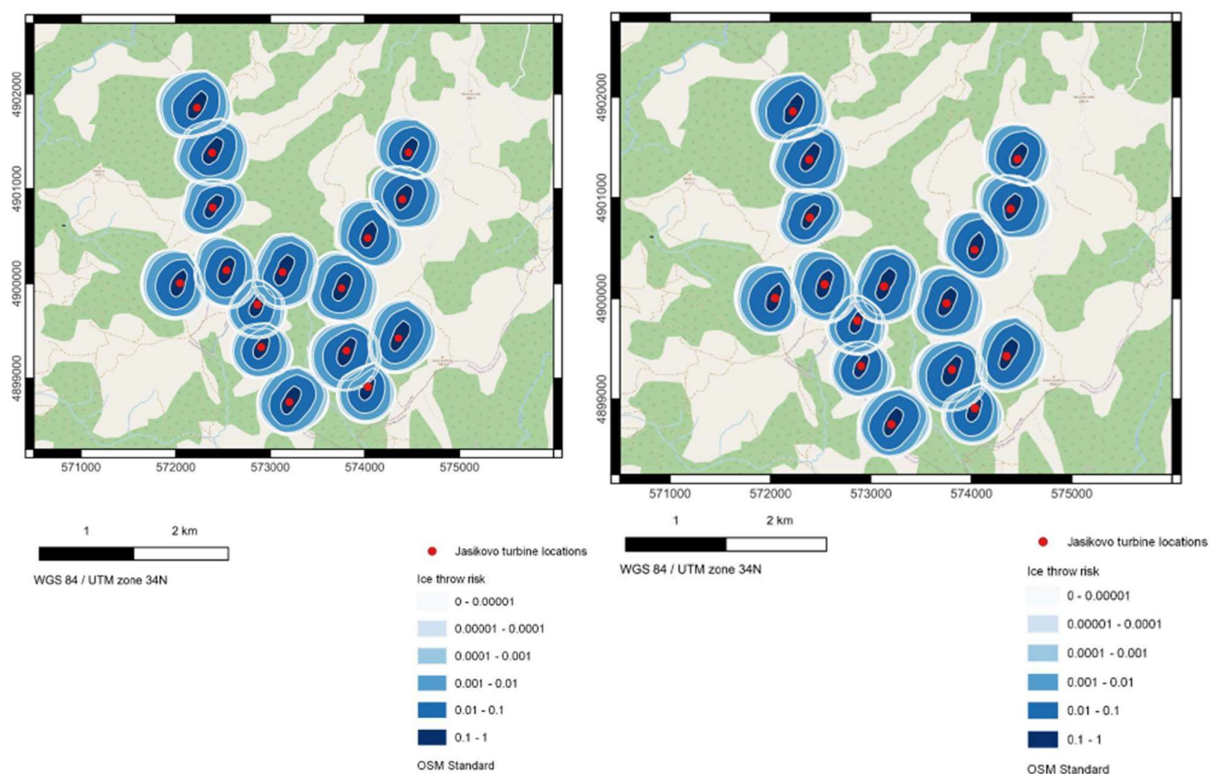 4902000
4901000
4900000
4899000
571000 572000 573000 574000 575000
1 2 km
WGS 84 / UTM zone 34N
Jasikovo turbine locations
Ice throw risk
0 - 0.00001
0.00001 - 0.0001
0.0001 - 0.001
0.001 - 0.01
0.01 - 0.1
0.1 - 1
OSM Standard
4902000
4901000
4900000
4899000
571000 572000 573000 574000 575000
1 2 km
WGS 84 / UTM zone 34N
Jasikovo turbine locations
Ice throw risk
0 - 0.00001
0.00001 - 0.0001
0.0001 - 0.001
0.001 - 0.01
0.01 - 0.1
0.1 - 1
OSM Standard